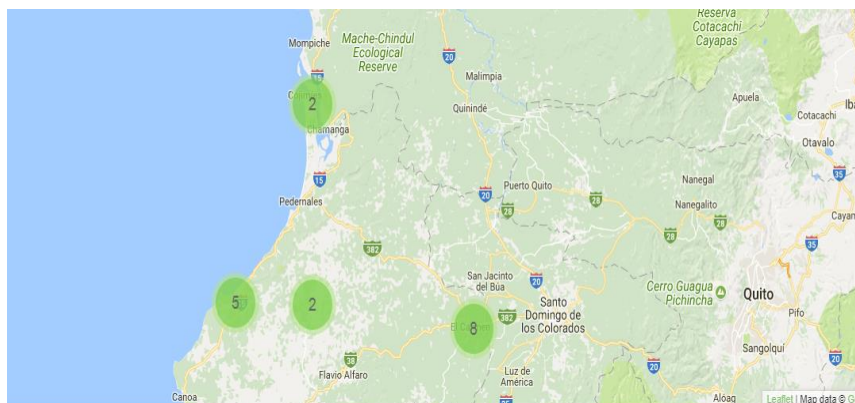 Reserva
Cotacachi
Cayapas
Mompiche
Mache-Chindul
Ecological
Reserve
20
Malimpia
2
Quinindé
Apuela
Cotacachi
Chamanga
Otavalo
35
15
Puerto Quito
Nanegal
20
28
28
Nanegalito
Pedernales
28
28
Cayan
382
35
San Jacinto
del Búa
20
5
2
Cerro Guagua
Pichincha
Quito
Santo
Domingo de
los Colorados
382
8
Pifo
Sangolquí
38
20
Flavio Alfaro
Luz de
América
Canoa
Alóag
Leaflet | Map data © G